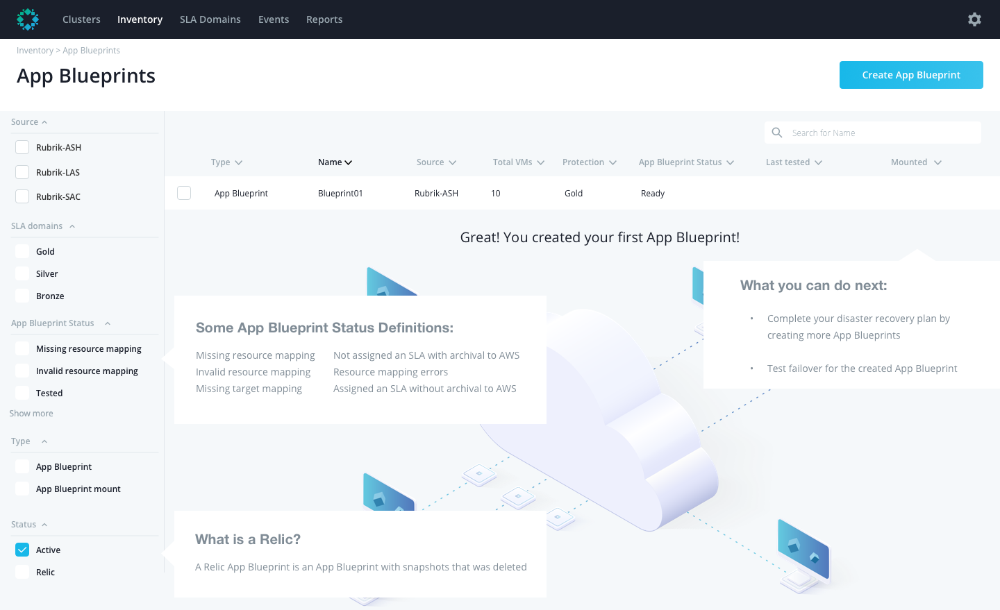 Clusters Inventory SLA Domains Events Reports
Inventory > App Blueprints
App Blueprints
Create App Blueprint
Source
Rubrik-ASH
Rubrik-LAS
Rubrik-SAC
SLA domains
Gold
Silver
Bronze
App Blueprint Status
Missing resource mapping
Invalid resource mapping
Tested
Show more
Type
App Blueprint
App Blueprint mount
Status
Active
Relic
Search for Name
Type Name Source Total VMs Protection App Blueprint Status Last tested Mounted
App Blueprint Blueprint01 Rubrik-ASH 10 Gold Ready
Great! You created your first App Blueprint!
Some App Blueprint Status Definitions:
Missing resource mapping Not assigned an SLA with archival to AWS
Invalid resource mapping Resource mapping errors
Missing target mapping Assigned an SLA without archival to AWS
What you can do next:
• Complete your disaster recovery plan by
creating more App Blueprints
• Test failover for the created App Blueprint
What is a Relic?
A Relic App Blueprint is an App Blueprint with snapshots that was deleted